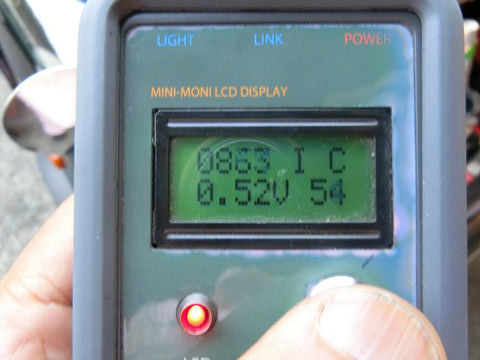 LIGHT LINK POWER
MINI-MONI LCD DISPLAY
0863 I C
0.52V 54